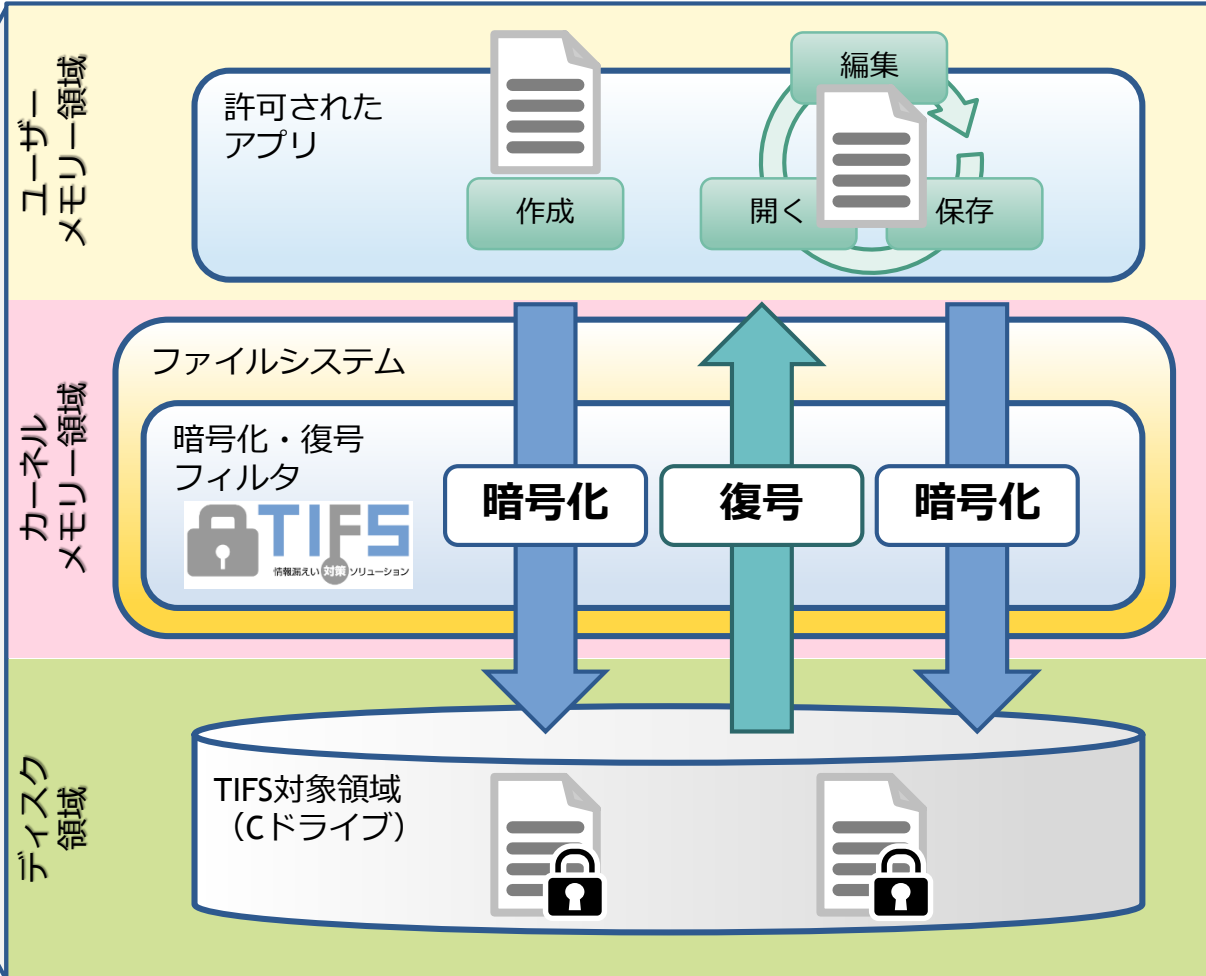 ユーザー
メモリー領域
許可された
アプリ
作成
編集
開く
保存
カーネル
メモリー領域
ファイルシステム
暗号化・復号
フィルタ
TIFS
情報漏えい対策ソリューション
暗号化
復号
暗号化
ディスク
領域
TIFS対象領域
（Cドライブ）